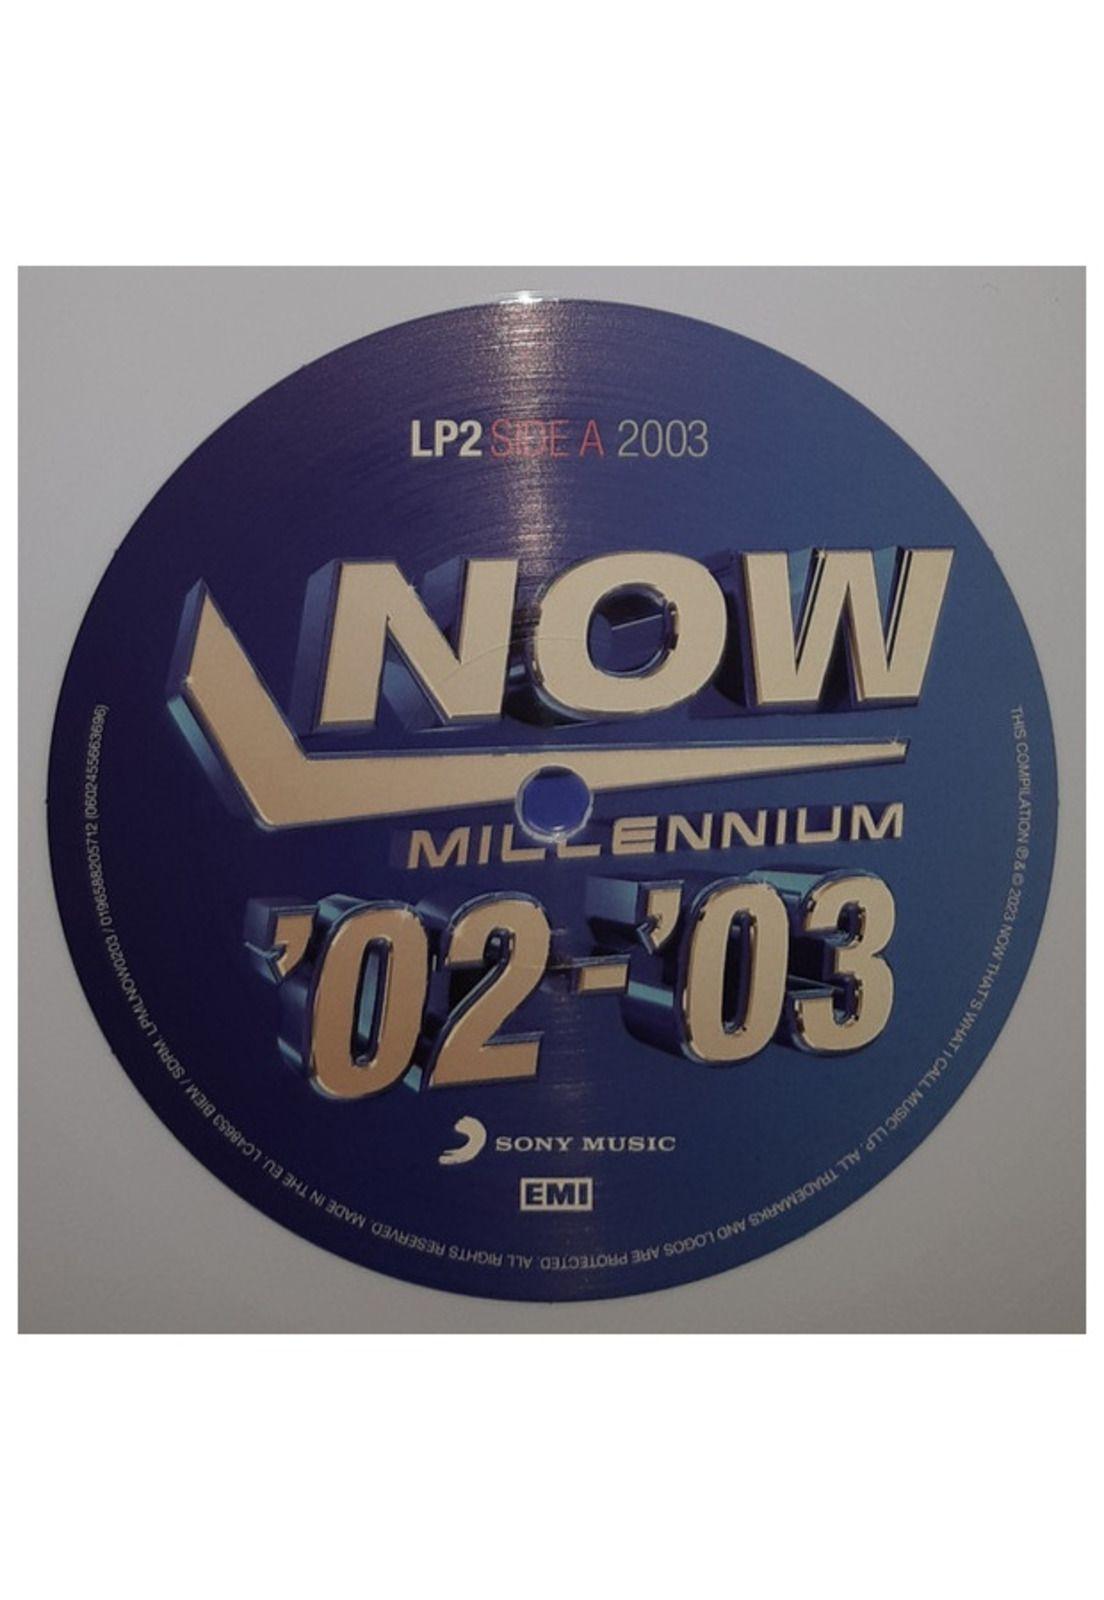 LP2 SIDE A 2003
NOW
MILLENNIUM
'02-'03
SONY MUSIC
EMI
THIS COMPILATION ℗ & © 2023 NOW THAT'S WHAT I CALL MUSIC LLP. ALL TRADEMARKS AND LOGOS ARE PROTECTED. ALL RIGHTS RESERVED. MADE IN THE EU. LC48653 BIEM / SDRM. LPMILNOW0203 / 0196588205712 (0602455663696)